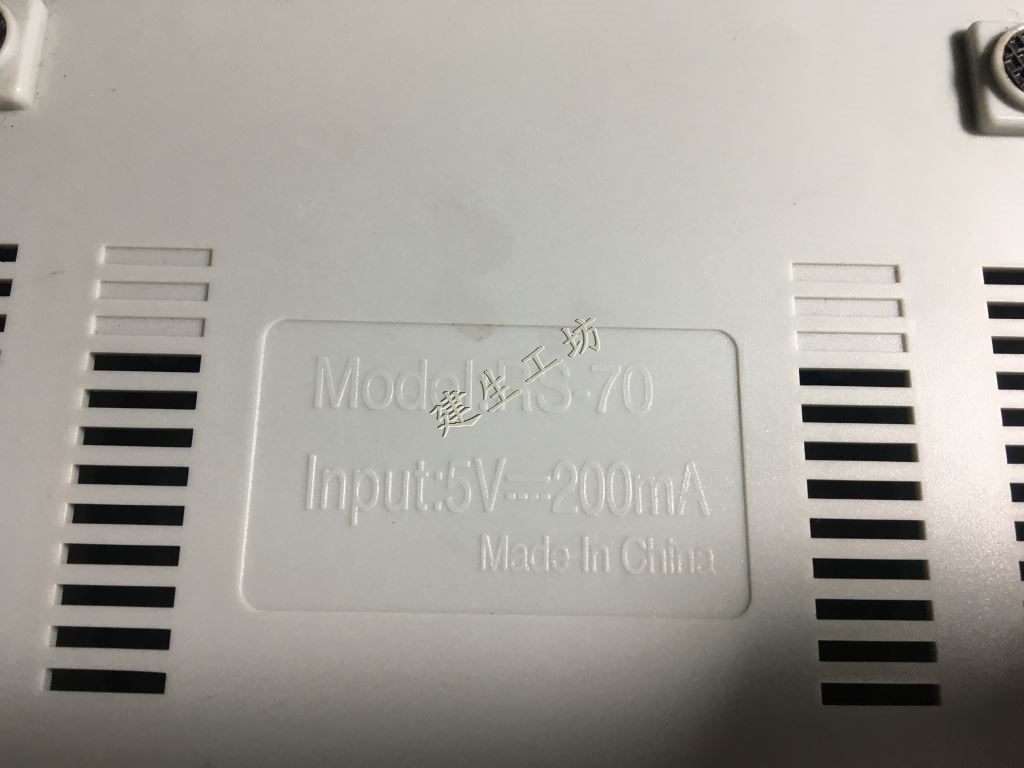 Model:HS-70
Input:5V⎓200mA
Made In China
建生工坊